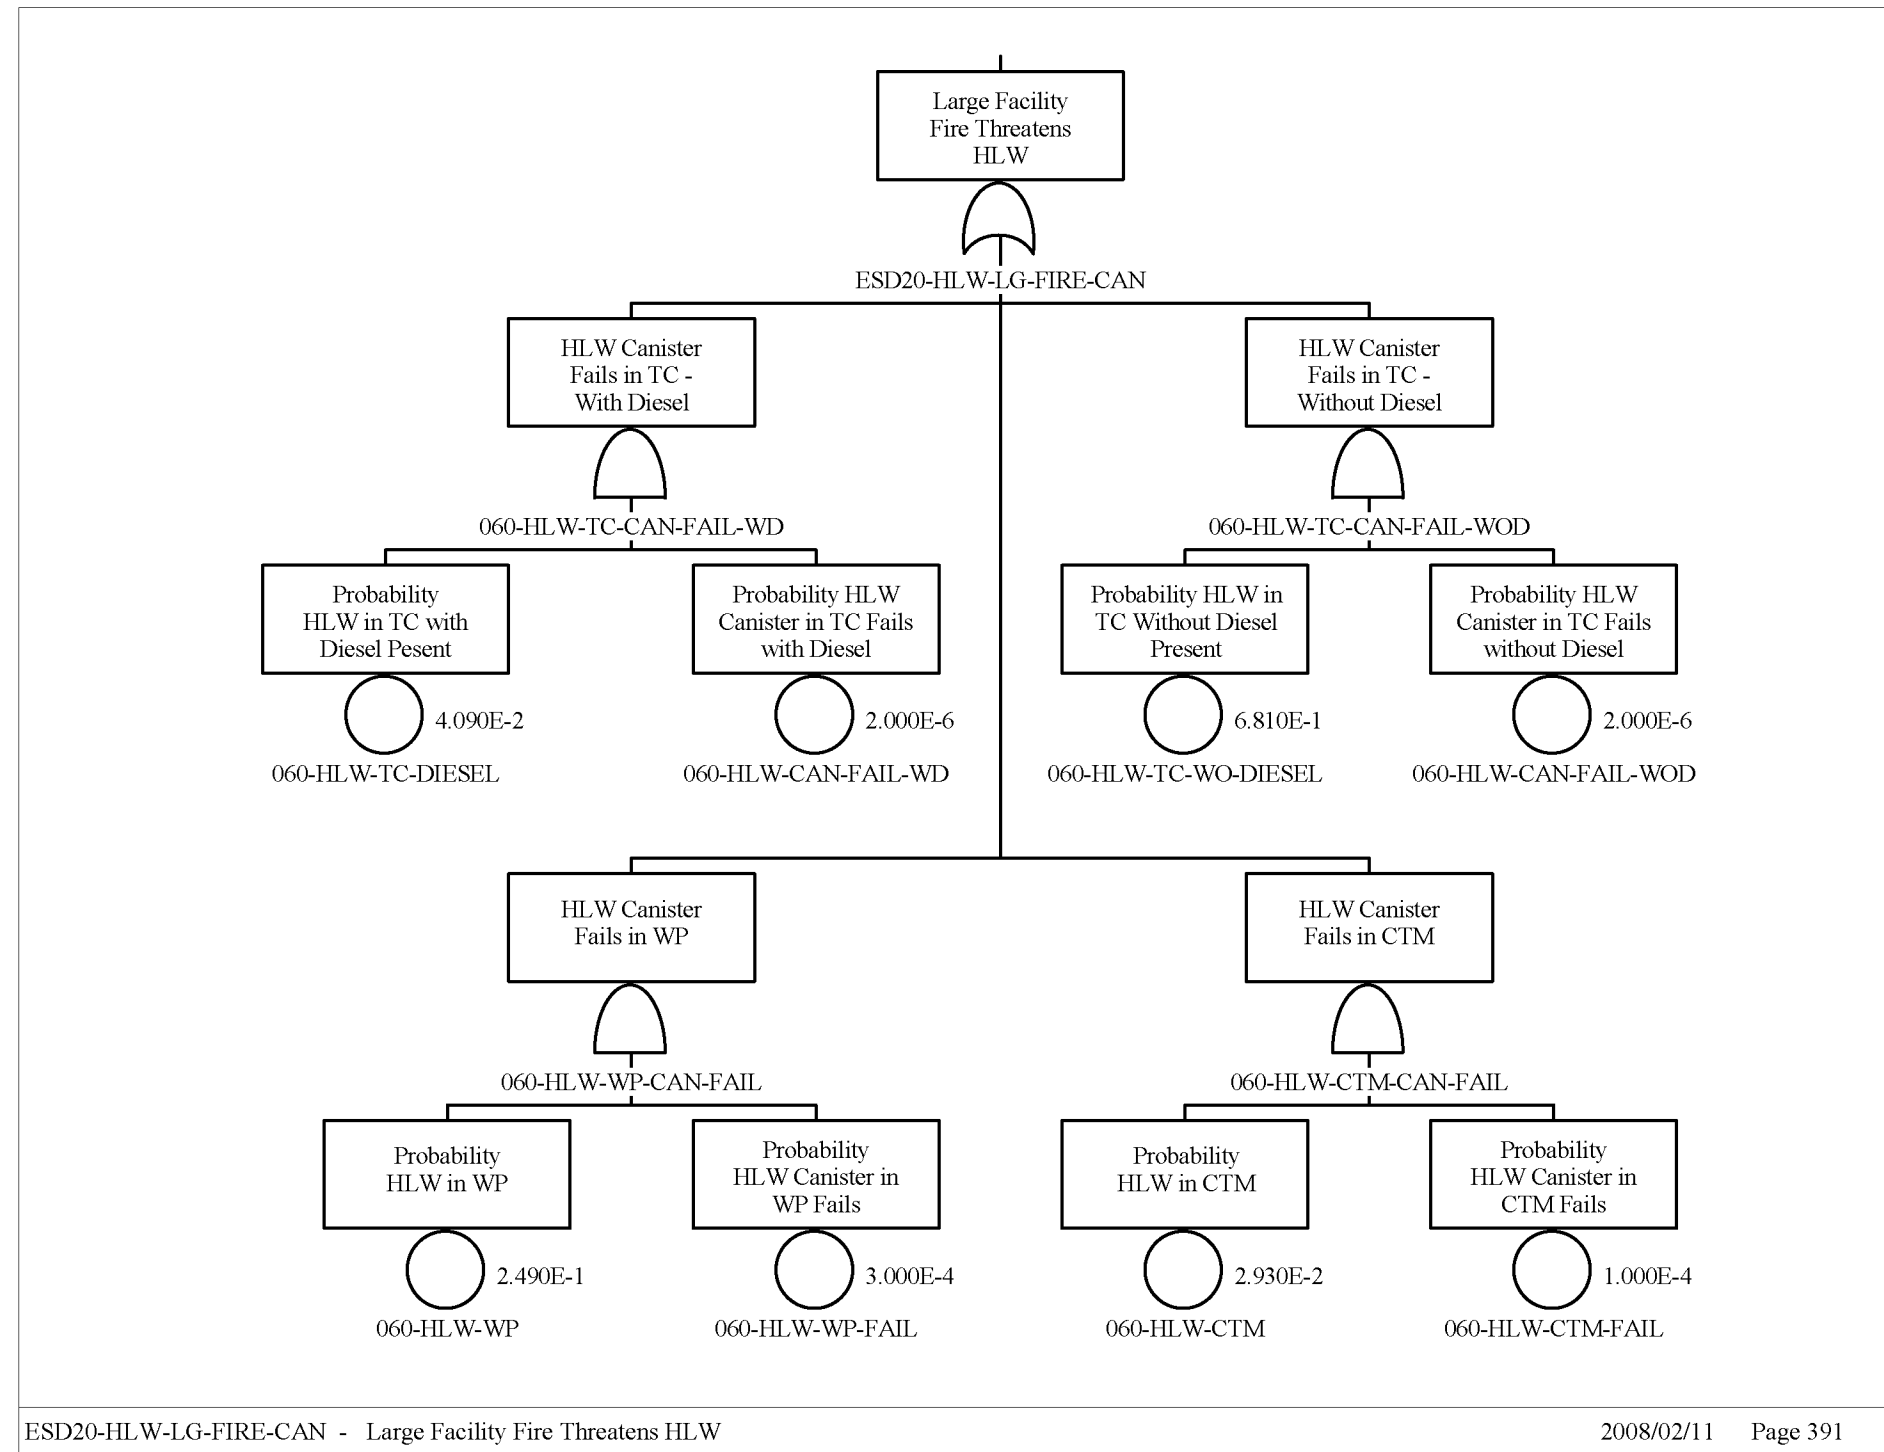 Large Facility
Fire Threatens
HLW
ESD20-HLW-LG-FIRE-CAN
HLW Canister
Fails in TC -
With Diesel
060-HLW-TC-CAN-FAIL-WD
HLW Canister
Fails in TC -
Without Diesel
060-HLW-TC-CAN-FAIL-WOD
Probability
HLW in TC with
Diesel Pesent
4.090E-2
060-HLW-TC-DIESEL
Probability HLW
Canister in TC Fails
with Diesel
2.000E-6
060-HLW-CAN-FAIL-WD
Probability HLW in
TC Without Diesel
Present
6.810E-1
060-HLW-TC-WO-DIESEL
Probability HLW
Canister in TC Fails
without Diesel
2.000E-6
060-HLW-CAN-FAIL-WOD
HLW Canister
Fails in WP
060-HLW-WP-CAN-FAIL
HLW Canister
Fails in CTM
060-HLW-CTM-CAN-FAIL
Probability
HLW in WP
2.490E-1
060-HLW-WP
Probability
HLW Canister in
WP Fails
3.000E-4
060-HLW-WP-FAIL
Probability
HLW in CTM
2.930E-2
060-HLW-CTM
Probability
HLW Canister in
CTM Fails
1.000E-4
060-HLW-CTM-FAIL
ESD20-HLW-LG-FIRE-CAN - Large Facility Fire Threatens HLW
2008/02/11 Page 391